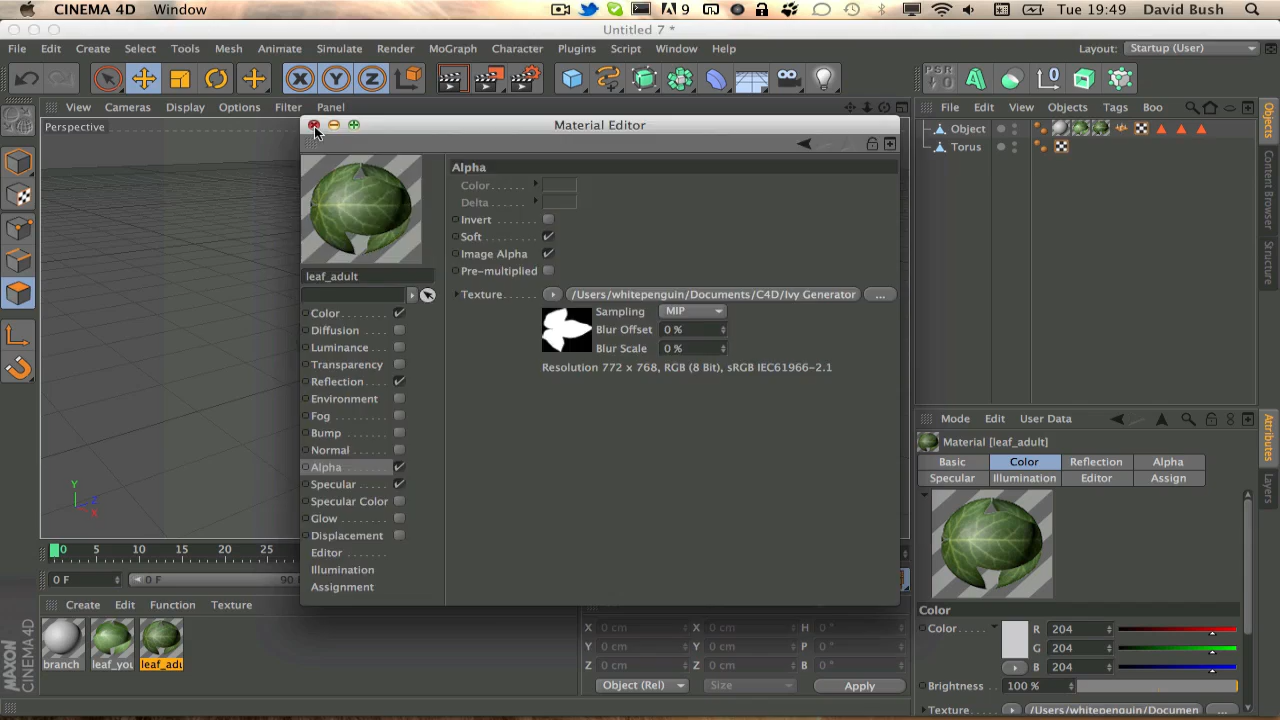 CINEMA 4D Window
9 Tue 19:49 David Bush
Untitled 7 *
File Edit Create Select Tools Mesh Animate Simulate Render MoGraph Character Plugins Script Window Help
Layout: Startup (User)
View Cameras Display Options Filter Panel
File Edit View Objects Tags Boo
Perspective
Material Editor
Object
Torus
Objects
Content Browser
Structure
Alpha
Color
Delta
Invert
Soft
Image Alpha
Pre-multiplied
leaf_adult
Texture /Users/whitepenguin/Documents/C4D/Ivy Generator ...
Sampling MIP
Blur Offset 0 %
Blur Scale 0 %
Resolution 772 x 768, RGB (8 Bit), sRGB IEC61966-2.1
Color
Diffusion
Luminance
Transparency
Reflection
Environment
Fog
Bump
Normal
Alpha
Specular
Specular Color
Glow
Displacement
Editor
Illumination
Assignment
Mode Edit User Data
Material [leaf_adult]
Basic Color Reflection Alpha
Specular Illumination Editor Assign
Attributes
Layers
Y
Z
X
0 5 10 15 20 25
0 F 0 F 90
Create Edit Function Texture
branch leaf_you leaf_adu
MAXON
CINEMA 4D
X 0 cm X 0 cm H 0 °
Y 0 cm Y 0 cm P 0 °
Z 0 cm Z 0 cm B 0 °
Object (Rel) Size Apply
Color
Color R 204
G 204
B 204
Brightness 100 %
Texture /Users/whitepenguin/Documen ...